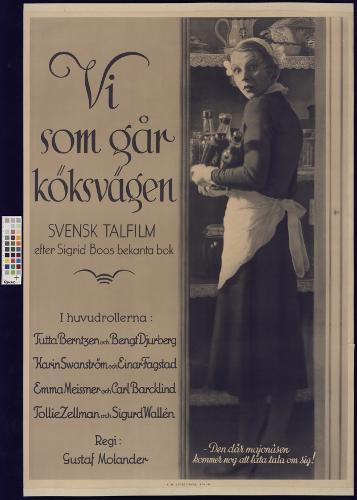 Vi
som går
köksvägen
SVENSK TALFILM
efter Sigrid Boos bekanta bok
I huvudrollerna:
Tutta Berntzen och Bengt Djurberg
Karin Swanström och Einar Fagstad
Emma Meissner och Carl Barcklind
Tollie Zellman och Sigurd Wallén
Regi:
Gustaf Molander
-Den där majonäsen
kommer nog att låta tala om sig!